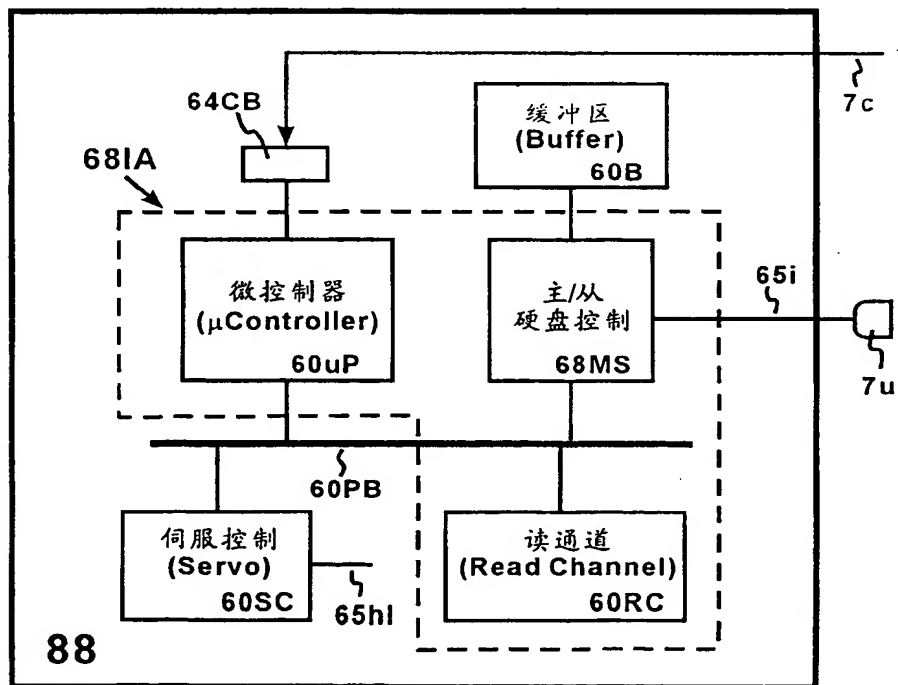 7c
64CB
缓冲区
(Buffer)
60B
68IA
微控制器
(μController)
60uP
主/从
硬盘控制
68MS
65i
7u
60PB
伺服控制
(Servo)
60SC
65hl
读通道
(Read Channel)
60RC
88